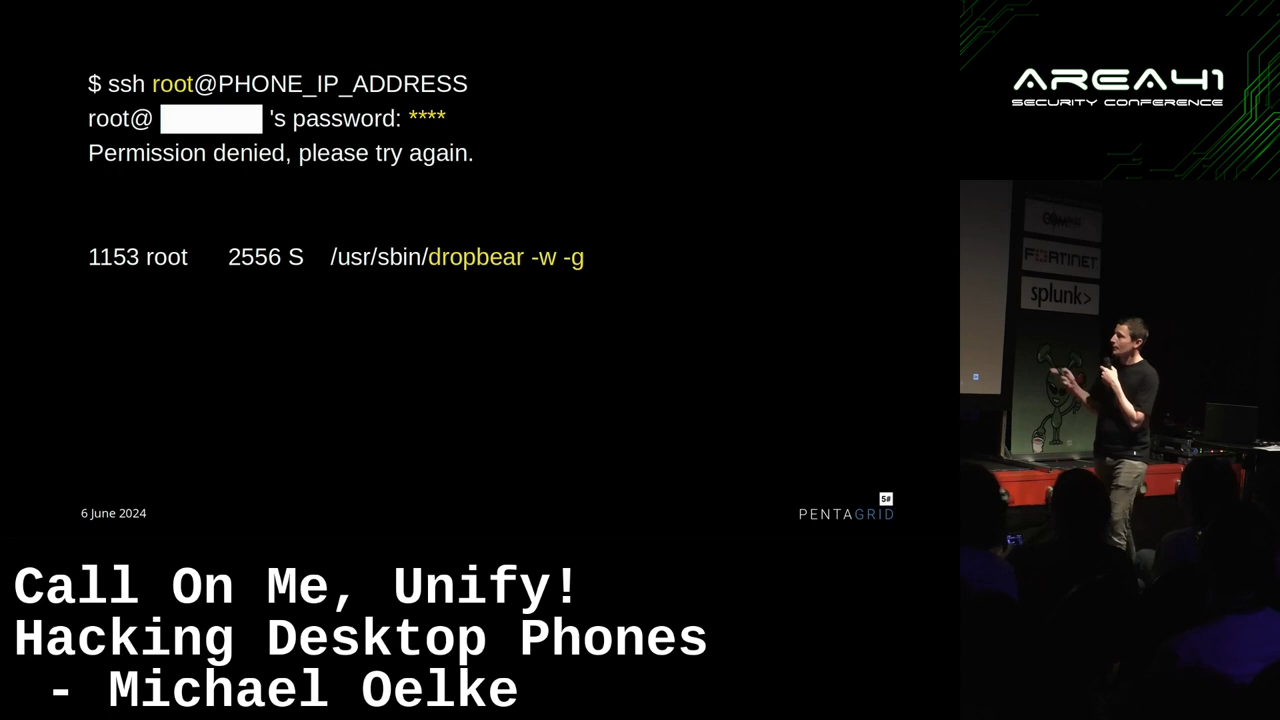 $ ssh root@PHONE_IP_ADDRESS
root@ 's password: ****
Permission denied, please try again.
1153 root 2556 S /usr/sbin/dropbear -w -g
6 June 2024
5#
PENTAGRID
AREA41
SECURITY CONFERENCE
FORTINET
splunk>
Call On Me, Unify!
Hacking Desktop Phones
- Michael Oelke